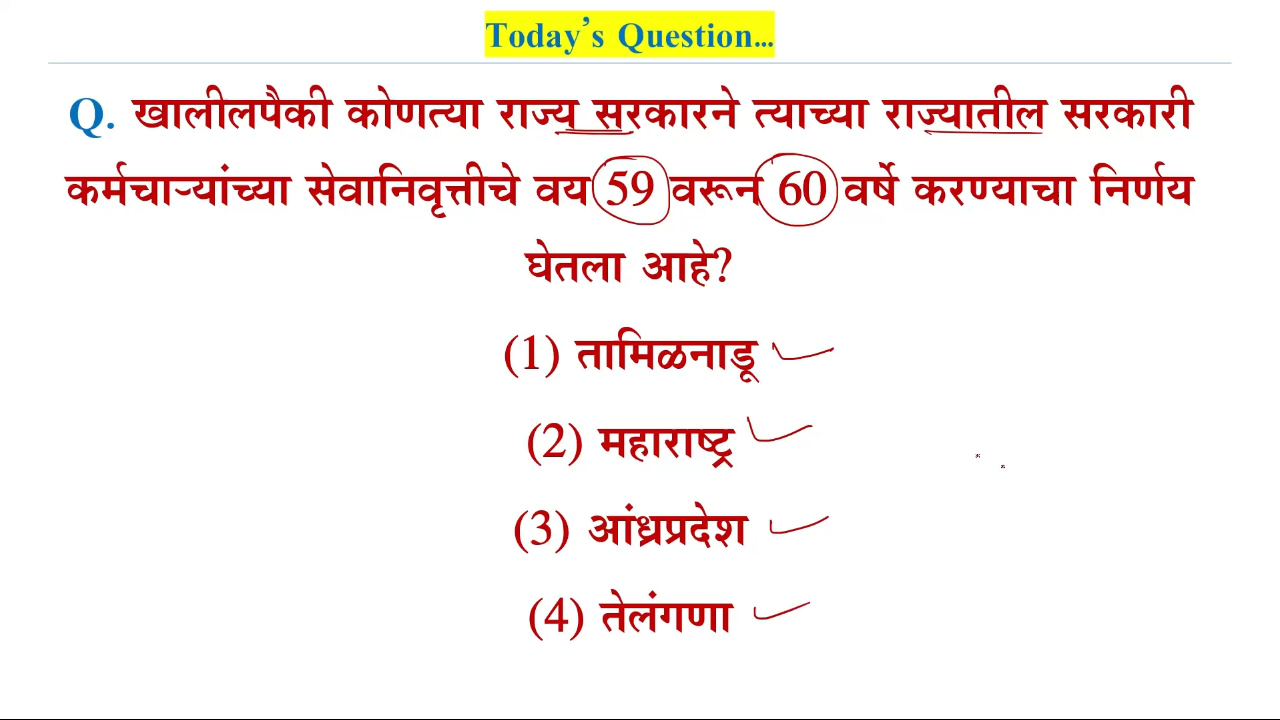 Today's Question...
Q. खालीलपैकी कोणत्या राज्य सरकारने त्याच्या राज्यातील सरकारी
कर्मचाऱ्यांच्या सेवानिवृत्तीचे वय 59 वरून 60 वर्षे करण्याचा निर्णय
घेतला आहे?
(1) तामिळनाडू
(2) महाराष्ट्र
(3) आंध्रप्रदेश
(4) तेलंगणा